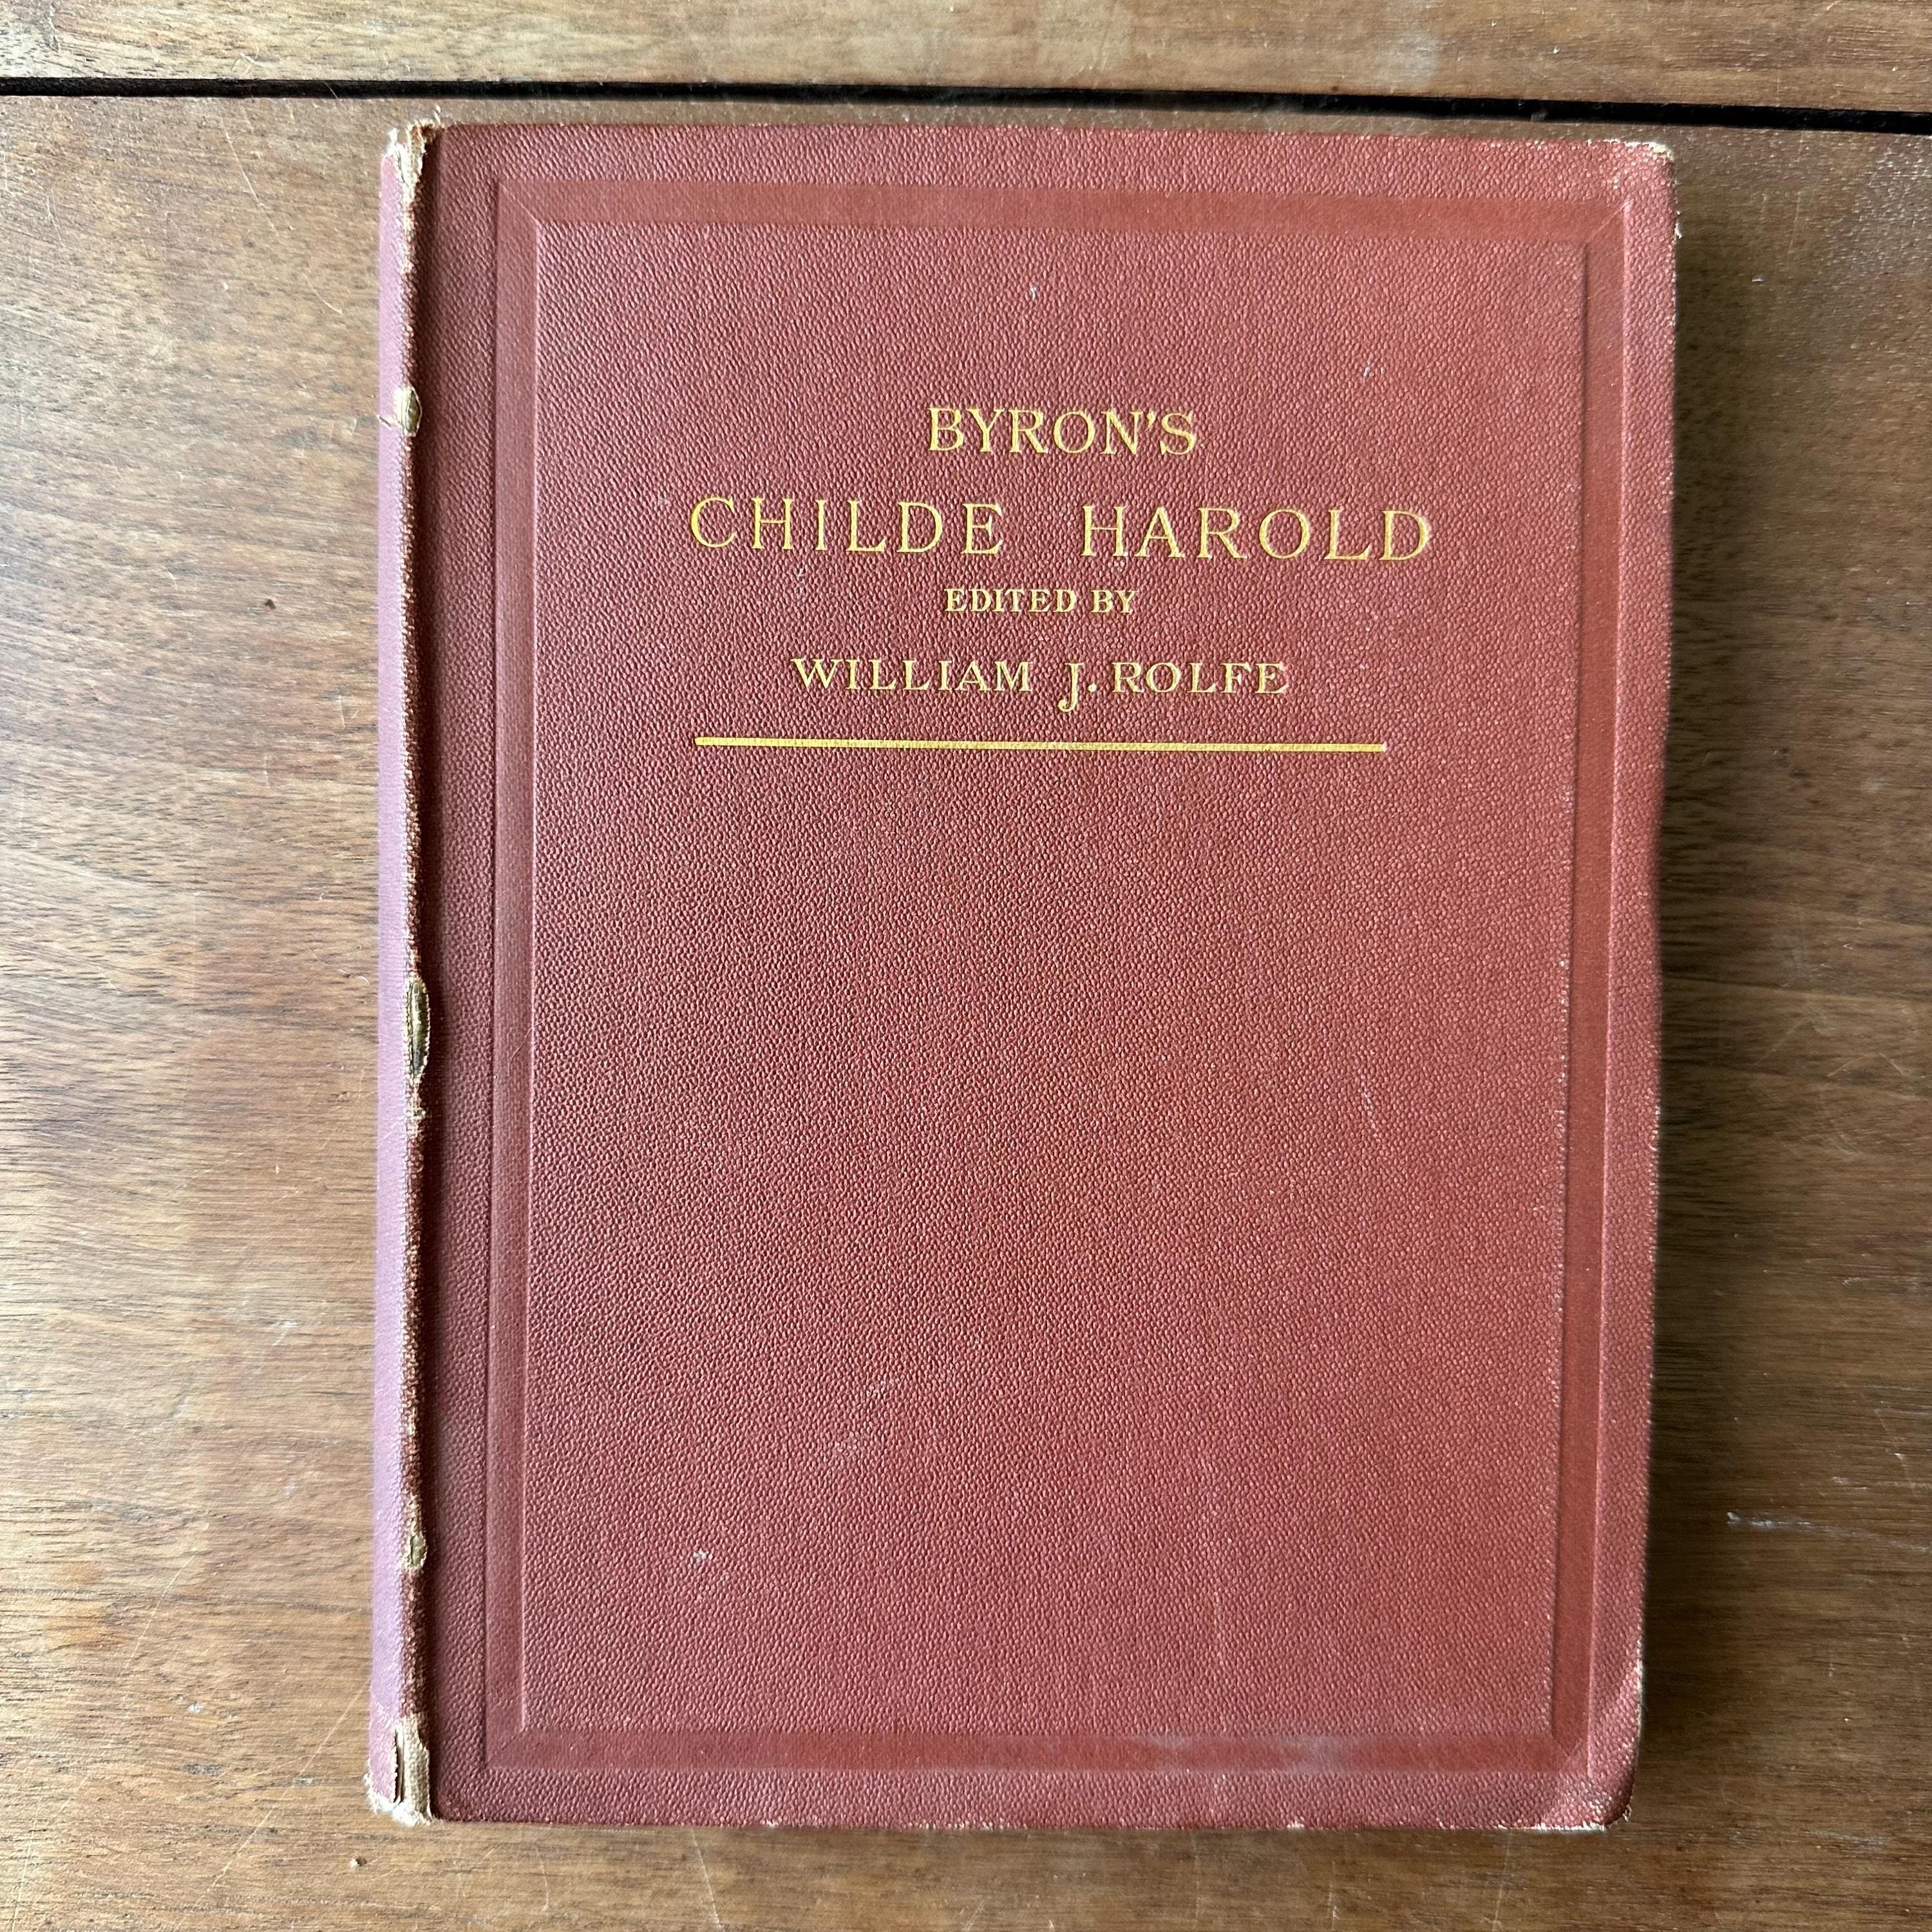 BYRON'S
CHILDE HAROLD
EDITED BY
WILLIAM J. ROLFE